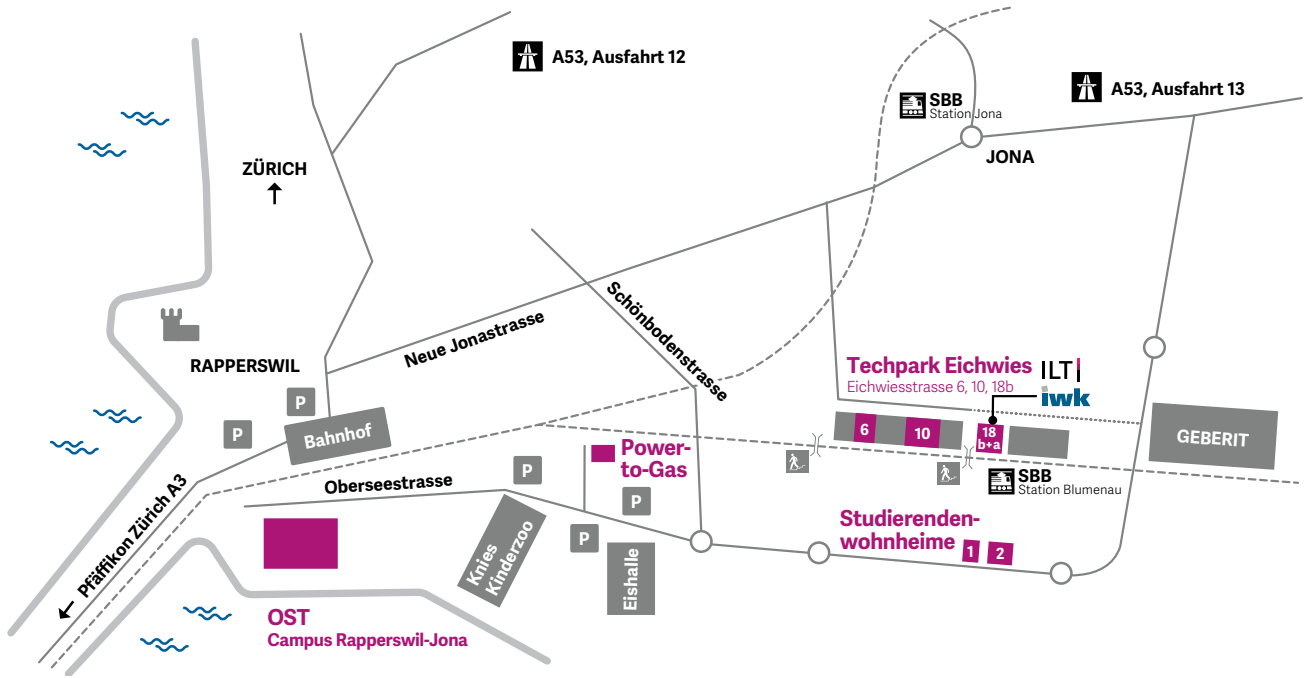 A53, Ausfahrt 12
A53, Ausfahrt 13
SBB
Station Jona
JONA
ZÜRICH
Neue Jonastrasse
Schönbodenstrasse
RAPPERSWIL
Techpark Eichwies
Eichwiesstrasse 6, 10, 18b
ILT
iwk
P
P
Bahnhof
6
10
18
b+a
GEBERIT
Power-
to-Gas
SBB
Station Blumenau
Oberseestrasse
P
P
P
Pfäffikon Zürich A3
Knies
Kinderzoo
Eishalle
Studierenden-
wohnheime
1
2
OST
Campus Rapperswil-Jona